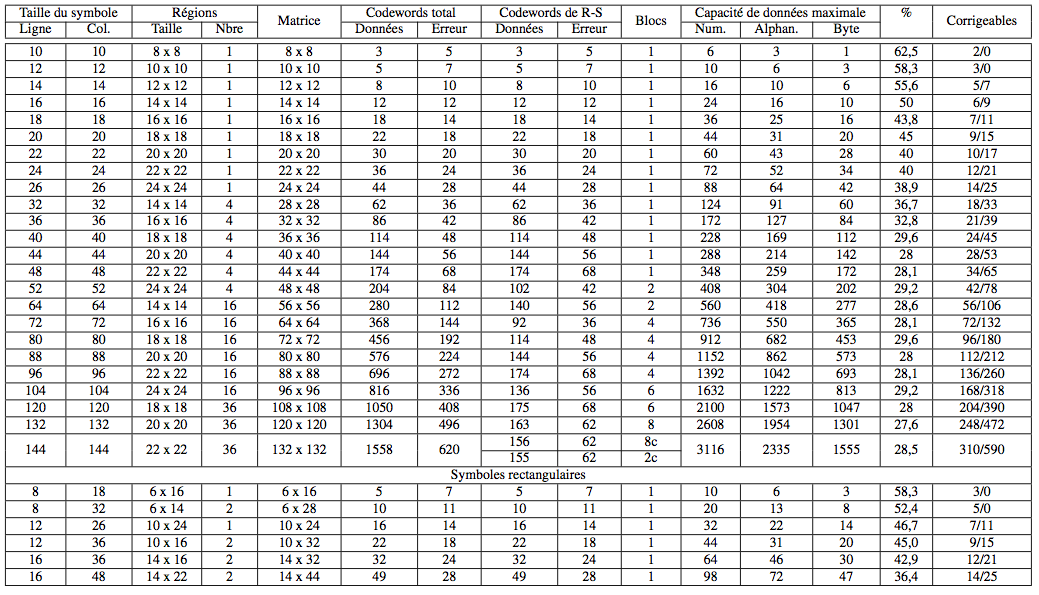 Taille du symbole Régions Matrice Codewords total Codewords de R-S Blocs Capacité de données maximale % Corrigeables
Ligne Col. Taille Nbre Données Erreur Données Erreur Num. Alphan. Byte
10 10 8 x 8 1 8 x 8 3 5 3 5 1 6 3 1 62,5 2/0
12 12 10 x 10 1 10 x 10 5 7 5 7 1 10 6 3 58,3 3/0
14 14 12 x 12 1 12 x 12 8 10 8 10 1 16 10 6 55,6 5/7
16 16 14 x 14 1 14 x 14 12 12 12 12 1 24 16 10 50 6/9
18 18 16 x 16 1 16 x 16 18 14 18 14 1 36 25 16 43,8 7/11
20 20 18 x 18 1 18 x 18 22 18 22 18 1 44 31 20 45 9/15
22 22 20 x 20 1 20 x 20 30 20 30 20 1 60 43 28 40 10/17
24 24 22 x 22 1 22 x 22 36 24 36 24 1 72 52 34 40 12/21
26 26 24 x 24 1 24 x 24 44 28 44 28 1 88 64 42 38,9 14/25
32 32 14 x 14 4 28 x 28 62 36 62 36 1 124 91 60 36,7 18/33
36 36 16 x 16 4 32 x 32 86 42 86 42 1 172 127 84 32,8 21/39
40 40 18 x 18 4 36 x 36 114 48 114 48 1 228 169 112 29,6 24/45
44 44 20 x 20 4 40 x 40 144 56 144 56 1 288 214 142 28 28/53
48 48 22 x 22 4 44 x 44 174 68 174 68 1 348 259 172 28,1 34/65
52 52 24 x 24 4 48 x 48 204 84 102 42 2 408 304 202 29,2 42/78
64 64 14 x 14 16 56 x 56 280 112 140 56 2 560 418 277 28,6 56/106
72 72 16 x 16 16 64 x 64 368 144 92 36 4 736 550 365 28,1 72/132
80 80 18 x 18 16 72 x 72 456 192 114 48 4 912 682 453 29,6 96/180
88 88 20 x 20 16 80 x 80 576 224 144 56 4 1152 862 573 28 112/212
96 96 22 x 22 16 88 x 88 696 272 174 68 4 1392 1042 693 28,1 136/260
104 104 24 x 24 16 96 x 96 816 336 136 56 6 1632 1222 813 29,2 168/318
120 120 18 x 18 36 108 x 108 1050 408 175 68 6 2100 1573 1047 28 204/390
132 132 20 x 20 36 120 x 120 1304 496 163 62 8 2608 1954 1301 27,6 248/472
144 144 22 x 22 36 132 x 132 1558 620 156 62 8c 3116 2335 1555 28,5 310/590
155 62 2c
Symboles rectangulaires
8 18 6 x 16 1 6 x 16 5 7 5 7 1 10 6 3 58,3 3/0
8 32 6 x 14 2 6 x 28 10 11 10 11 1 20 13 8 52,4 5/0
12 26 10 x 24 1 10 x 24 16 14 16 14 1 32 22 14 46,7 7/11
12 36 10 x 16 2 10 x 32 22 18 22 18 1 44 31 20 45,0 9/15
16 36 14 x 16 2 14 x 32 32 24 32 24 1 64 46 30 42,9 12/21
16 48 14 x 22 2 14 x 44 49 28 49 28 1 98 72 47 36,4 14/25